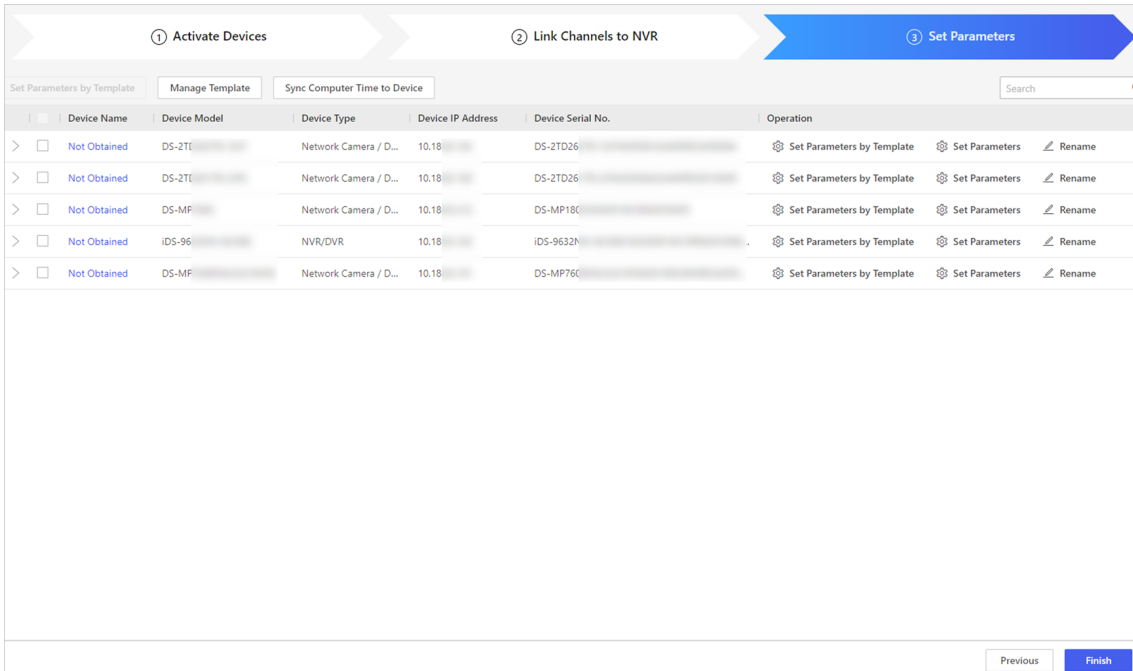 1 Activate Devices 2 Link Channels to NVR 3 Set Parameters
Set Parameters by Template Manage Template Sync Computer Time to Device Search
Device Name Device Model Device Type Device IP Address Device Serial No. Operation
Not Obtained DS-2TD Network Camera / D... 10.18 DS-2TD26 Set Parameters by Template Set Parameters Rename
Not Obtained DS-2TD Network Camera / D... 10.18 DS-2TD26 Set Parameters by Template Set Parameters Rename
Not Obtained DS-MP Network Camera / D... 10.18 DS-MP180 Set Parameters by Template Set Parameters Rename
Not Obtained iDS-96 NVR/DVR 10.18 iDS-9632N Set Parameters by Template Set Parameters Rename
Not Obtained DS-MP Network Camera / D... 10.18 DS-MP760 Set Parameters by Template Set Parameters Rename
Previous Finish